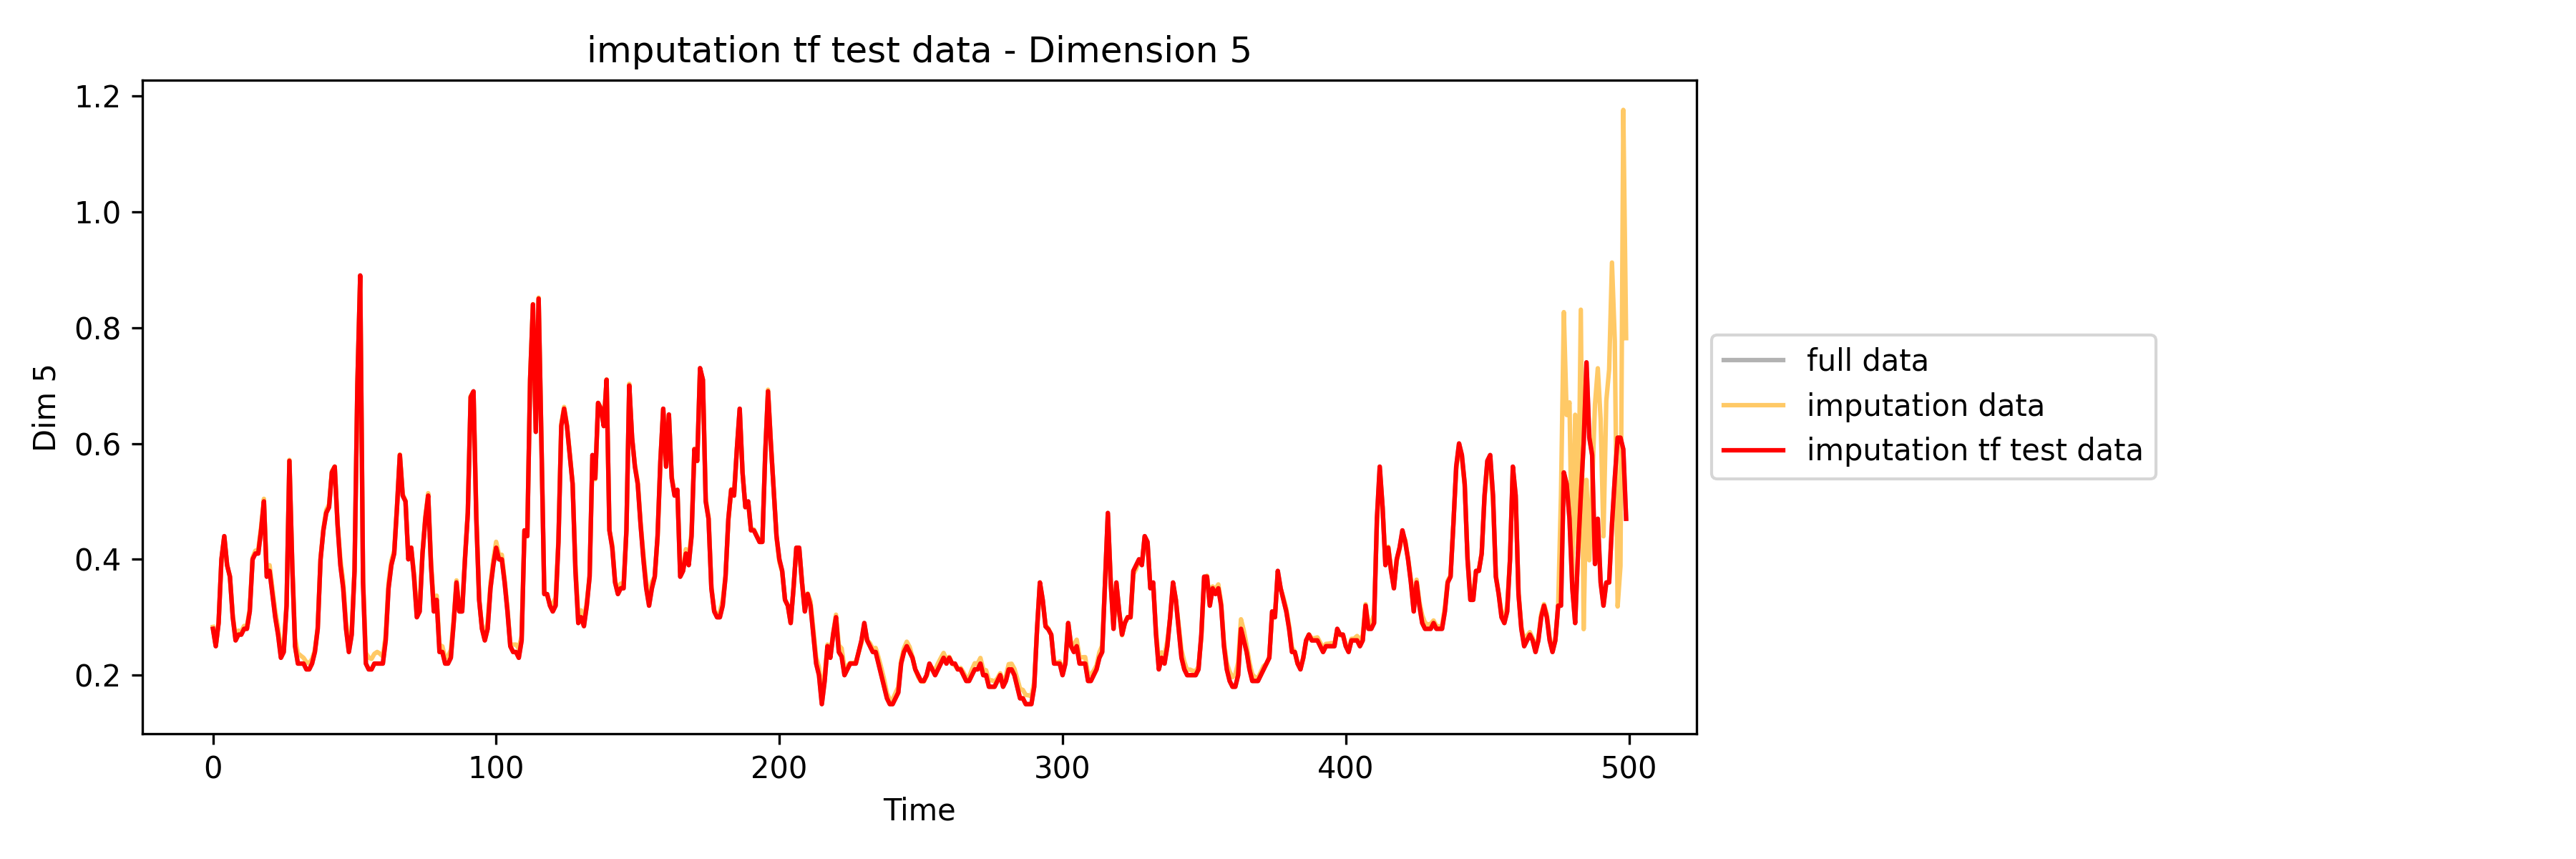 imputation tf test data - Dimension 5
1.2
1.0
0.8
0.6
0.4
0.2
Dim 5
0 100 200 300 400 500
Time
full data
imputation data
imputation tf test data